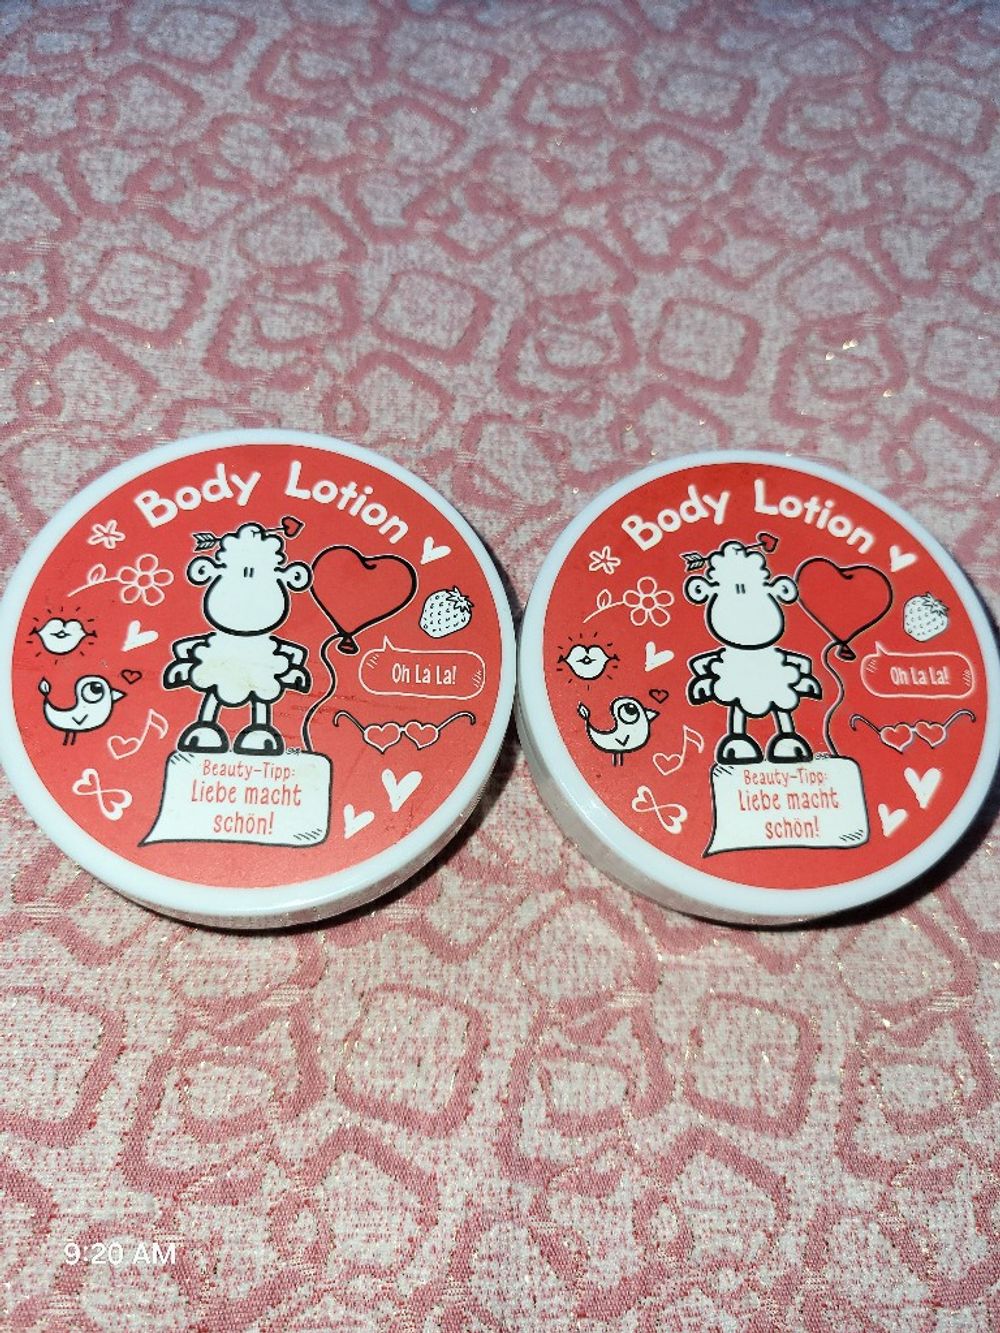 Body Lotion
Oh La La!
Beauty-Tipp:
Liebe macht
schön!
Body Lotion
Oh La La!
Beauty-Tipp:
Liebe macht
schön!
9:20 AM